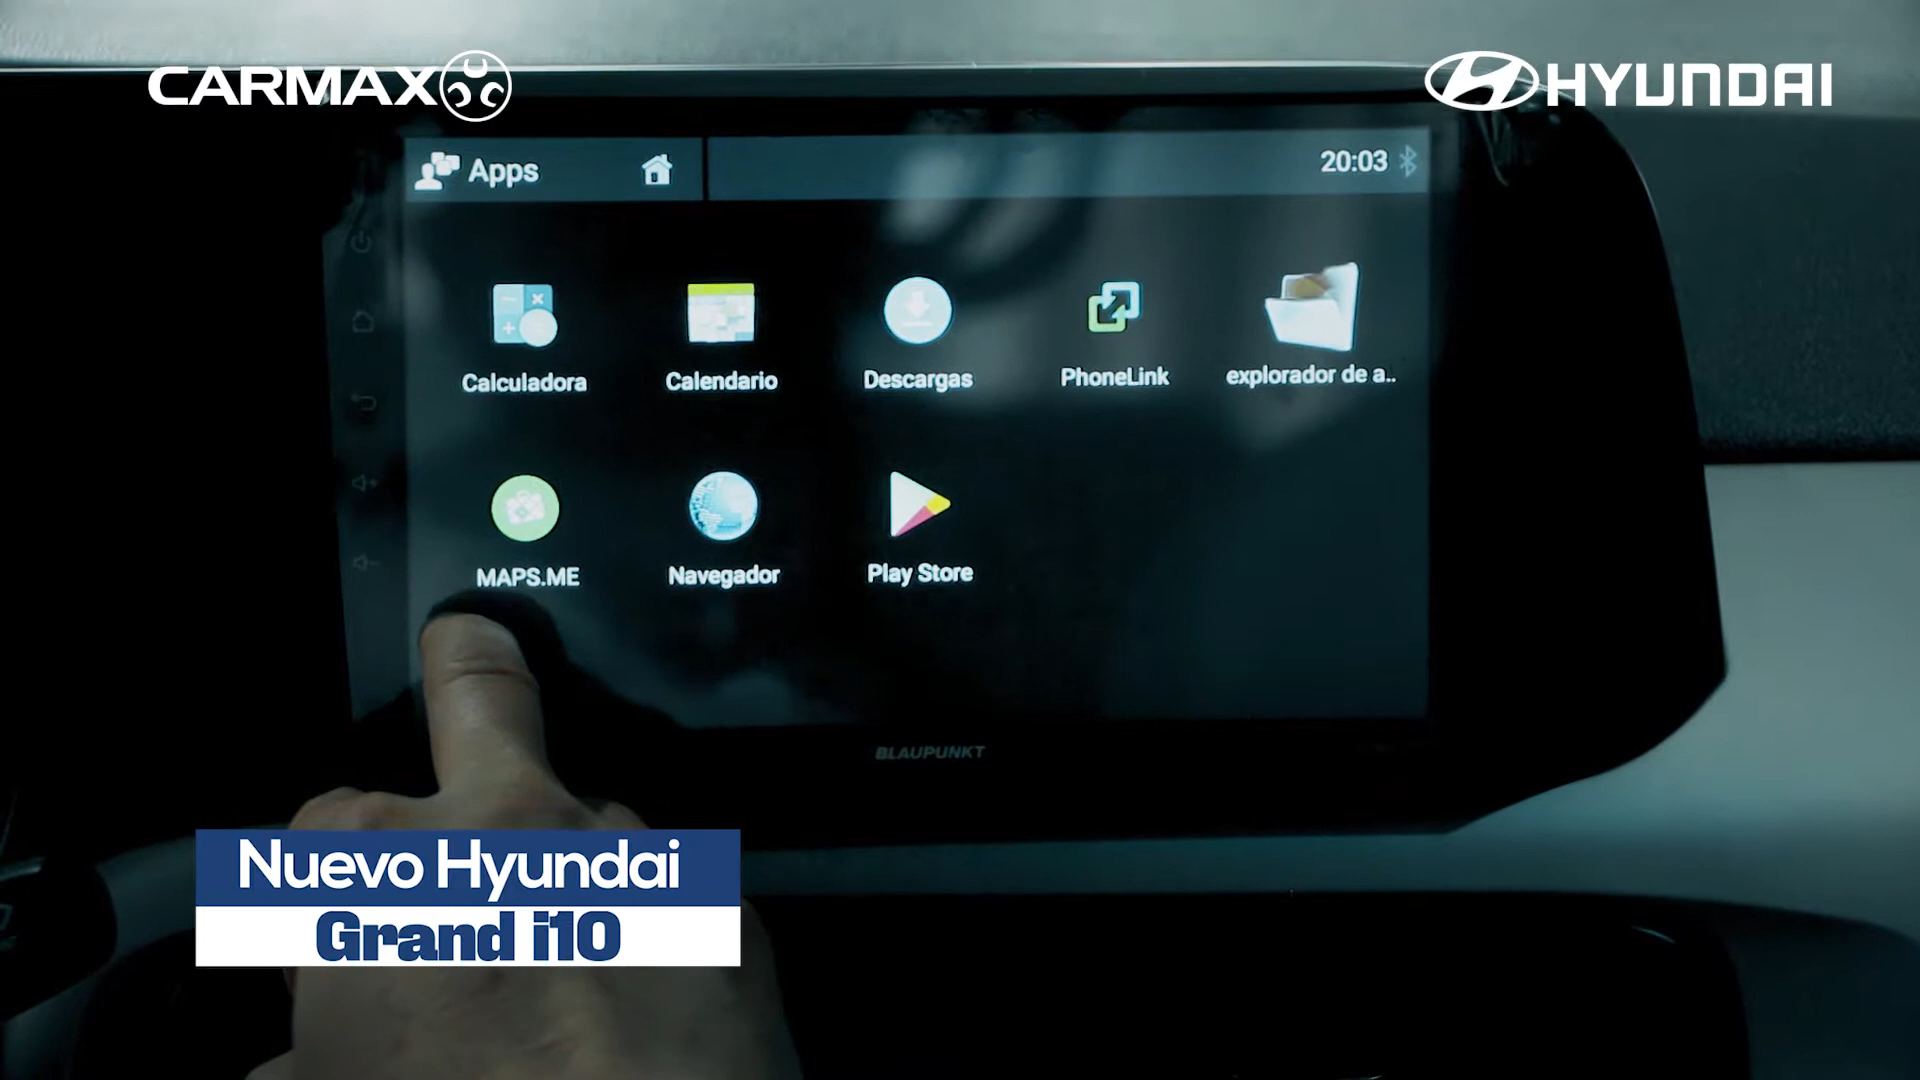 CARMAX
HYUNDAI
Apps
20:03
Calculadora
Calendario
Descargas
PhoneLink
explorador de a..
MAPS.ME
Navegador
Play Store
BLAUPUNKT
Nuevo Hyundai
Grand i10